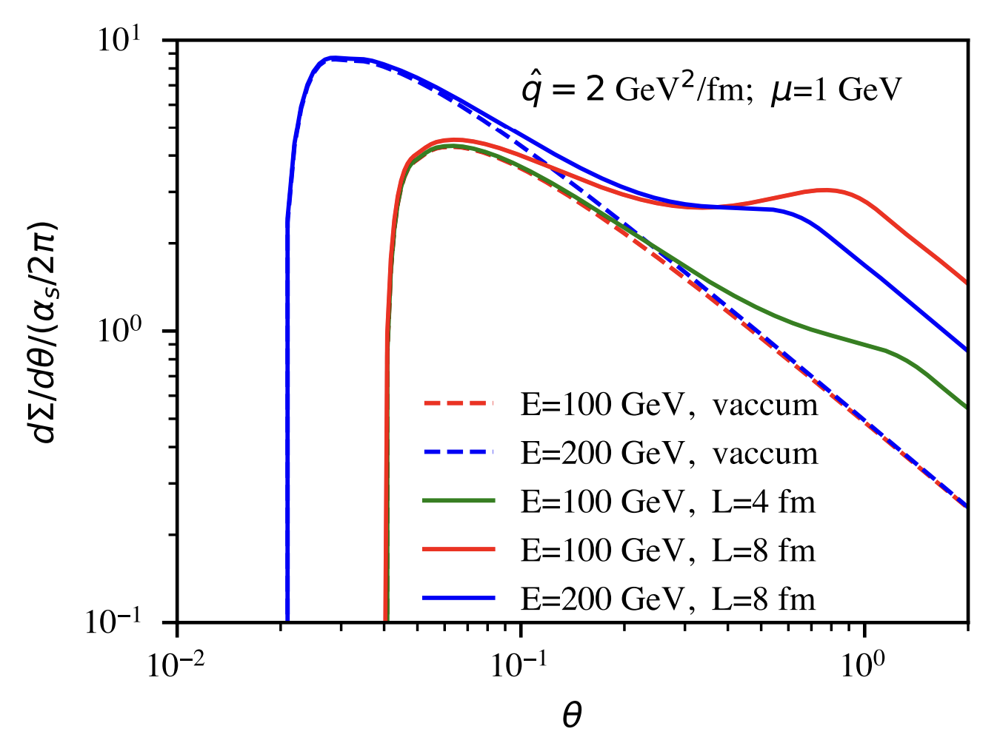 10¹
q̂ = 2 GeV²/fm; μ=1 GeV
dΣ/dθ/(αₛ/2π)
10⁰
E=100 GeV, vaccum
E=200 GeV, vaccum
E=100 GeV, L=4 fm
E=100 GeV, L=8 fm
E=200 GeV, L=8 fm
10⁻¹
10⁻² 10⁻¹ 10⁰
θ